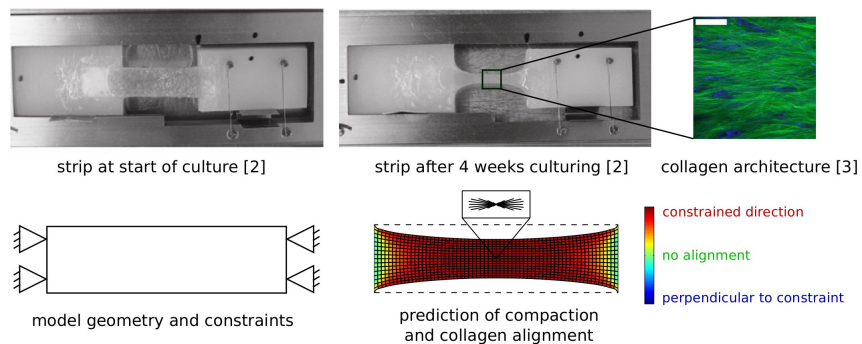 strip at start of culture [2]
strip after 4 weeks culturing [2]
collagen architecture [3]
constrained direction
no alignment
perpendicular to constraint
model geometry and constraints
prediction of compaction
and collagen alignment